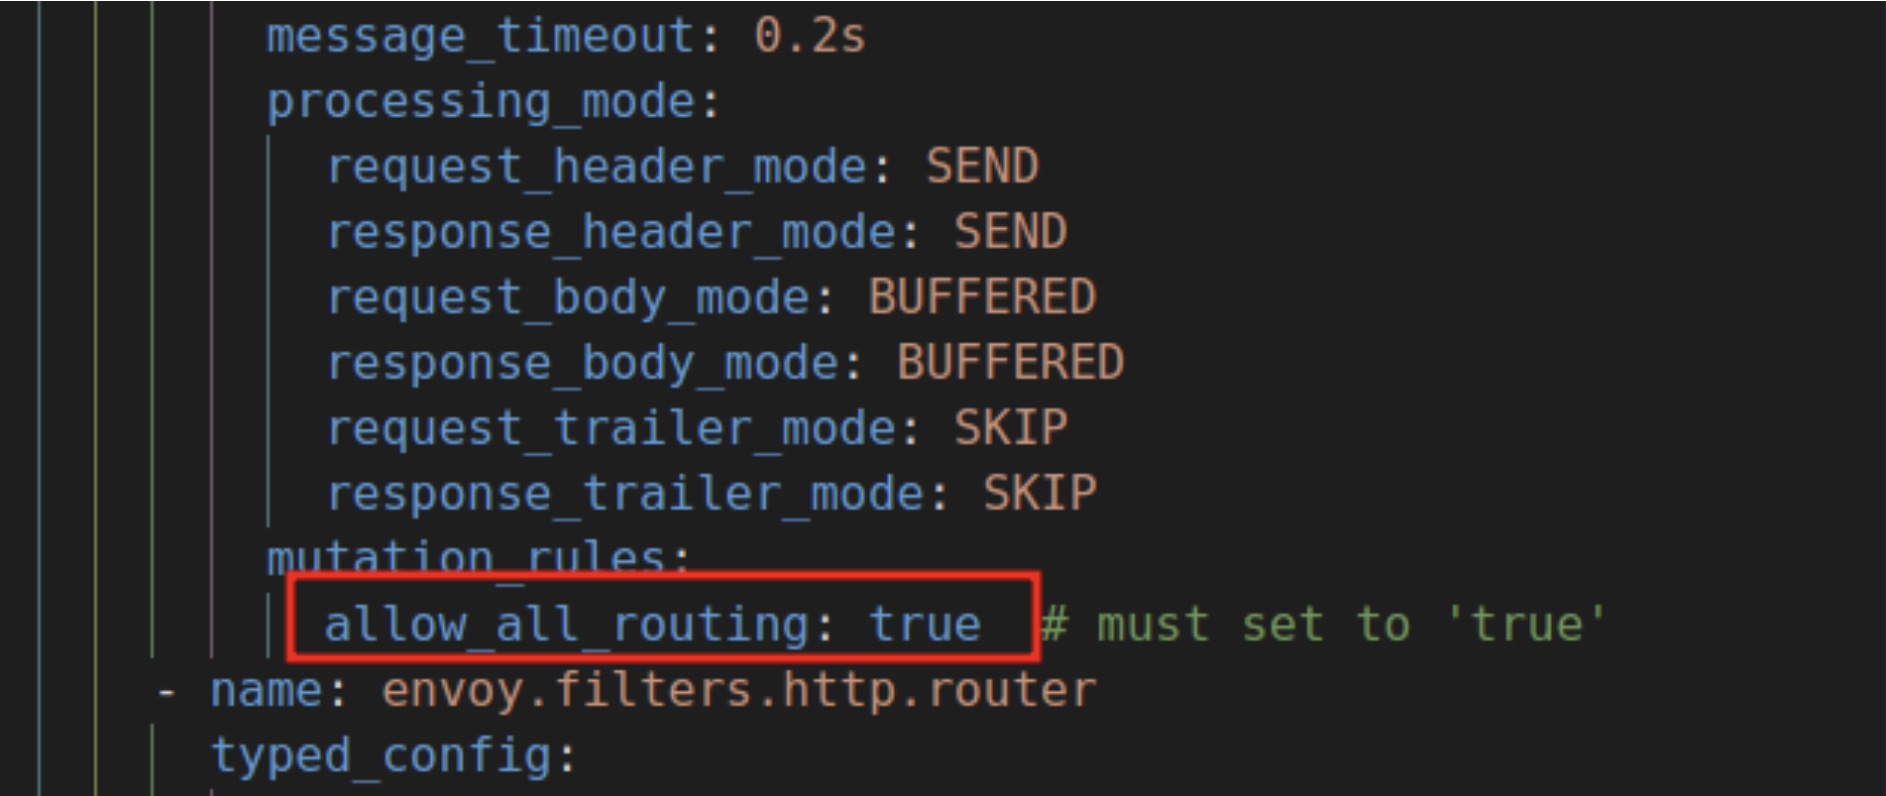 message_timeout: 0.2s
processing_mode:
request_header_mode: SEND
response_header_mode: SEND
request_body_mode: BUFFERED
response_body_mode: BUFFERED
request_trailer_mode: SKIP
response_trailer_mode: SKIP
mutation_rules:
allow_all_routing: true # must set to 'true'
- name: envoy.filters.http.router
typed_config: